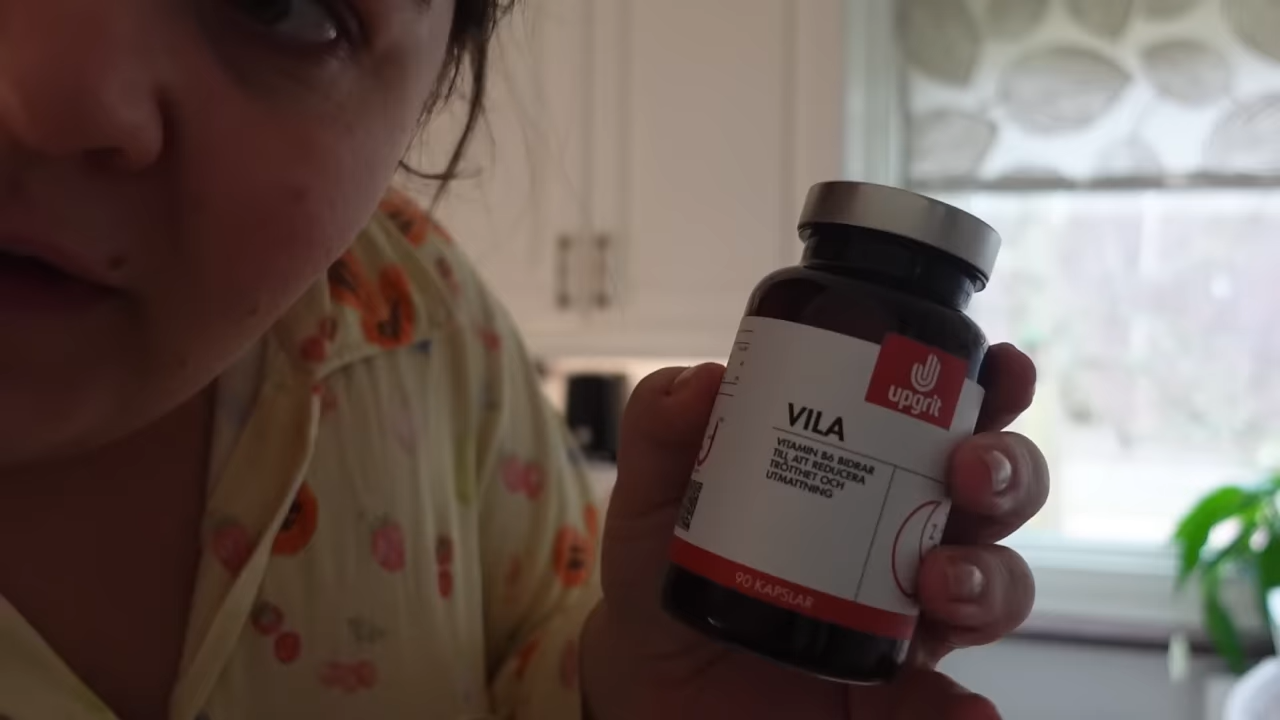 upgrit
VILA
VITAMIN B6 BIDRAR
TILL ATT REDUCERA
TRÖTTHET OCH
UTMATTNING
Z
90 KAPSLAR